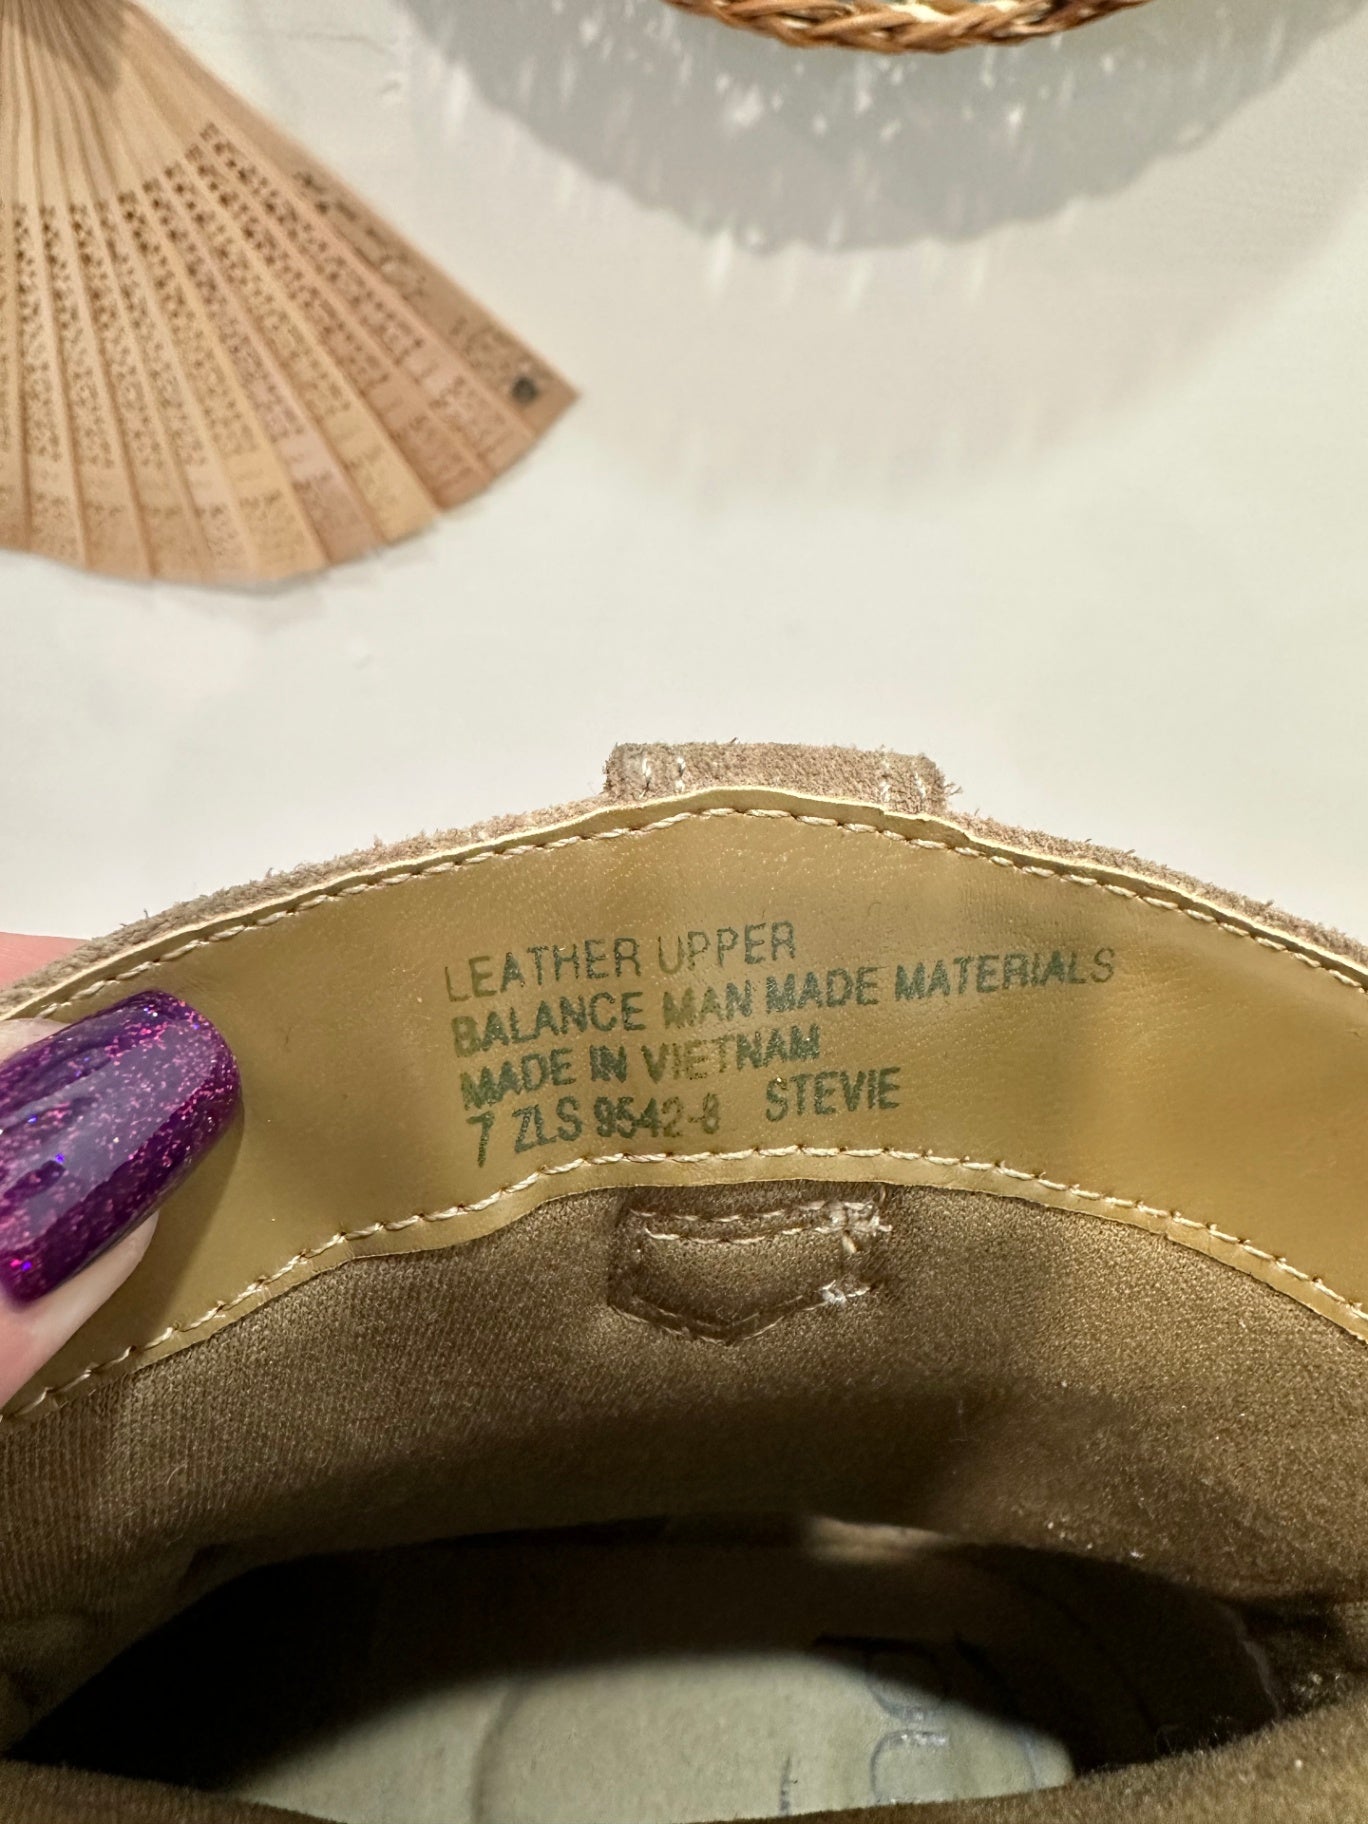 LEATHER UPPER
BALANCE MAN MADE MATERIALS
MADE IN VIETNAM
7 ZLS 9542-8 STEVIE